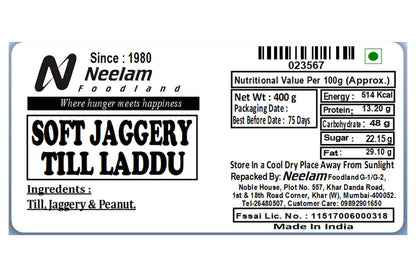 Since : 1980
Neelam
Foodland
Where hunger meets happiness
SOFT JAGGERY
TILL LADDU
Ingredents :
Till, Jaggery & Peanut.
023567
Nutritional Value Per 100g (Approx.)
Net Wt : 400 g
Packaging Date :
Best Before Date : 75 Days
Energy : 514 Kcal
Protein : 13.20 g
Carbohydrate : 48 g
Sugar : 22.15 g
Fat : 29.10 g
Store In a Cool Dry Place Away From Sunlight
Repacked By: Neelam Foodland G-1/G-2,
Noble House, Plot No. 557, Khar Danda Road,
1st & 18th Road Corner, Khar (W), Mumbai-400052.
Tel-26480507, Customer Care: 09892901650
Fssai Lic. No. : 11517006000318
Made In India